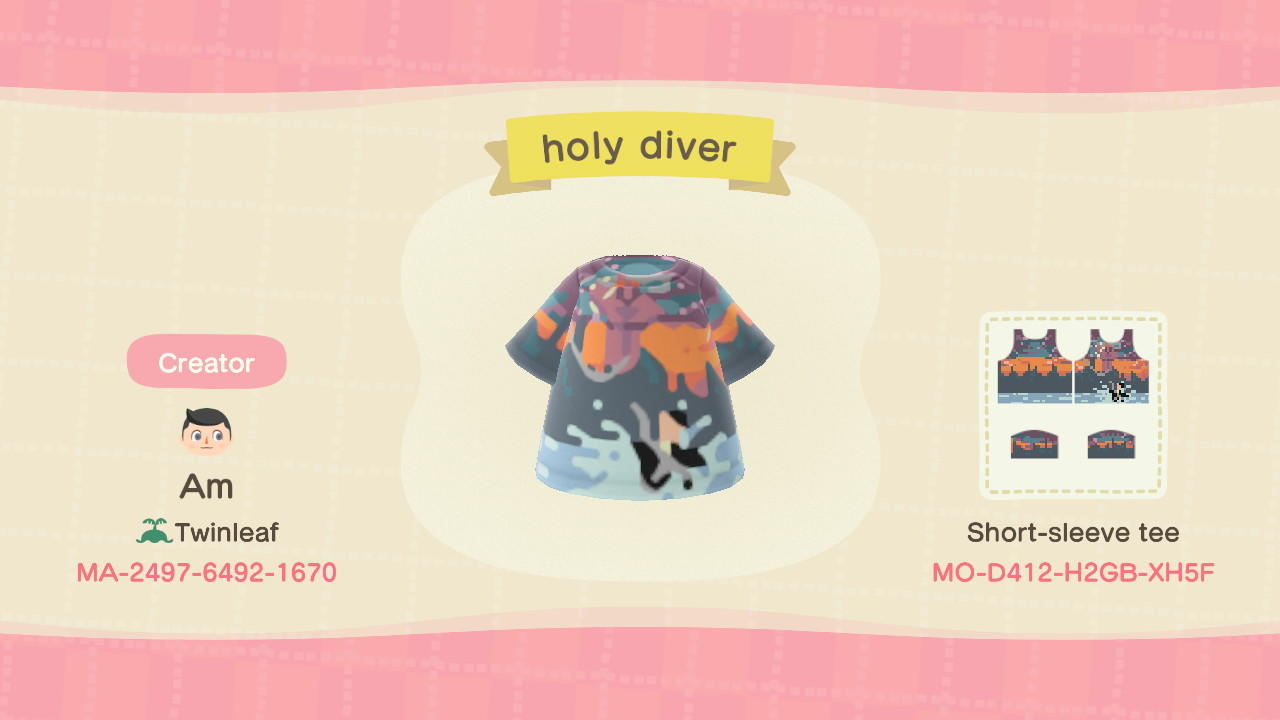 holy diver
Creator
Am
Twinleaf
MA-2497-6492-1670
Short-sleeve tee
MO-D412-H2GB-XH5F